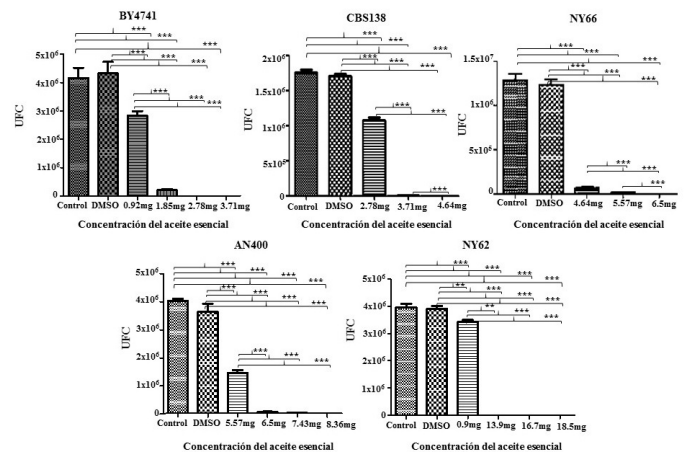 BY4741
UFC
5x10⁶
4x10⁶
3x10⁶
2x10⁶
1x10⁶
0
***
***
***
***
***
***
***
***
***
***
Control DMSO 0.92mg 1.85mg 2.78mg 3.71mg
Concentración del aceite esencial
CBS138
UFC
2x10⁶
2x10⁶
1x10⁶
5x10⁶
0
***
***
***
***
***
***
***
***
***
Control DMSO 2.78mg 3.71mg 4.64mg
Concentración del aceite esencial
NY66
UFC
1.5x10⁷
1x10⁶
5x10⁶
0
***
***
***
***
***
***
***
***
***
Control DMSO 4.64mg 5.57mg 6.5mg
Concentración del aceite esencial
AN400
UFC
5x10⁶
4x10⁶
3x10⁶
2x10⁶
1x10⁶
0
***
***
***
***
***
***
***
***
***
***
***
Control DMSO 5.57mg 6.5mg 7.43mg 8.36mg
Concentración del aceite esencial
NY62
UFC
5x10⁶
4x10⁶
3x10⁶
2x10⁶
1x10⁶
0
***
***
***
***
**
***
***
***
**
***
***
Control DMSO 0.9mg 13.9mg 16.7mg 18.5mg
Concentración del aceite esencial